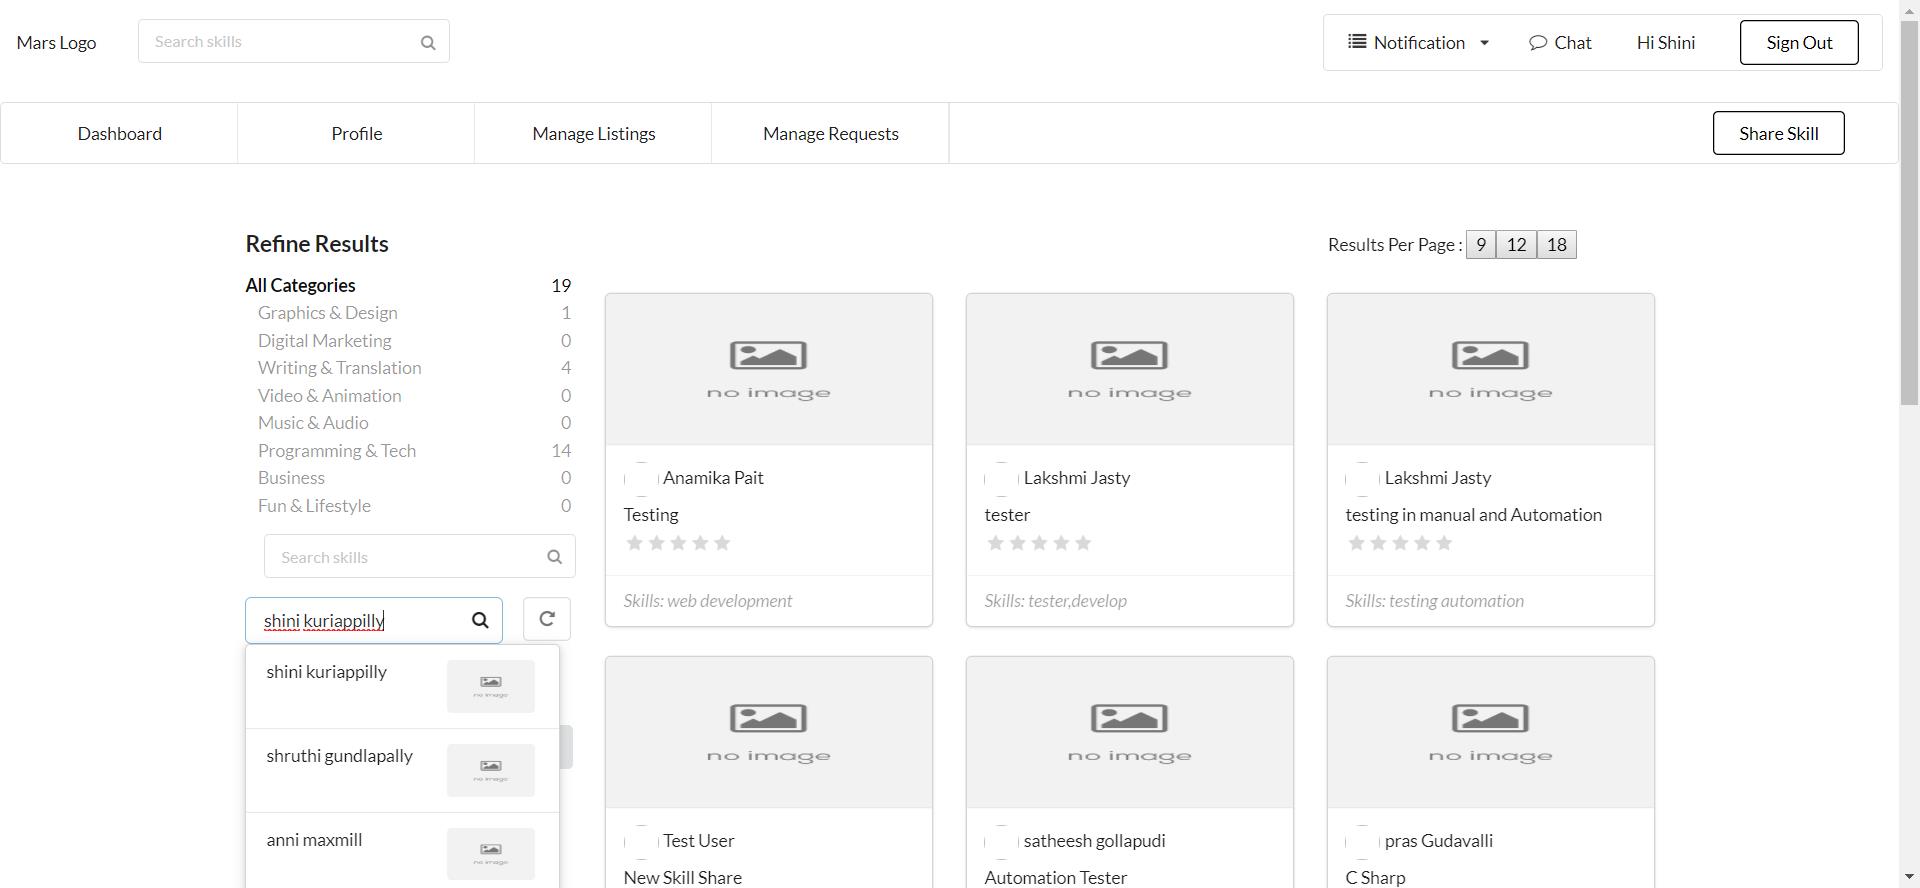 Mars Logo
Search skills
Notification
Chat
Hi Shini
Sign Out
Dashboard
Profile
Manage Listings
Manage Requests
Share Skill
Refine Results
Results Per Page : 9 12 18
All Categories 19
Graphics & Design 1
Digital Marketing 0
Writing & Translation 4
Video & Animation 0
Music & Audio 0
Programming & Tech 14
Business 0
Fun & Lifestyle 0
Search skills
shini kuriappilly
shini kuriappilly
no image
shruthi gundlapally
no image
anni maxmill
no image
no image
Anamika Pait
Testing
Skills: web development
no image
Lakshmi Jasty
tester
Skills: tester,develop
no image
Lakshmi Jasty
testing in manual and Automation
Skills: testing automation
no image
Test User
New Skill Share
no image
satheesh gollapudi
Automation Tester
no image
pras Gudavalli
C Sharp